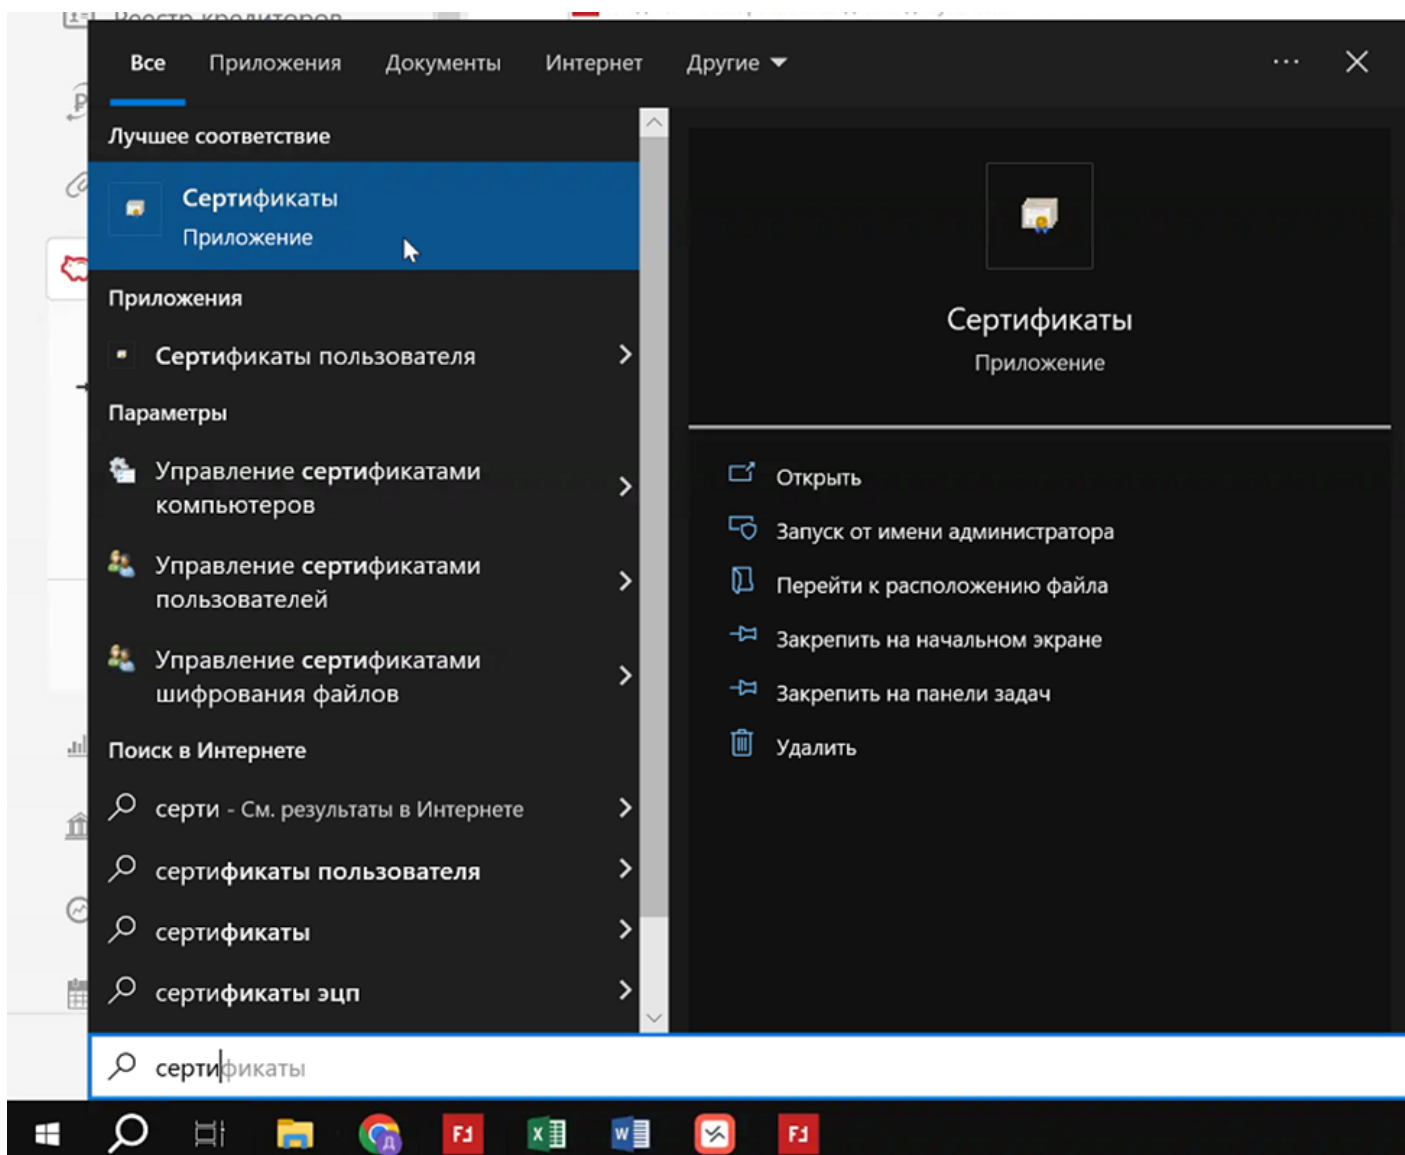 Реестр кредиторов
Все Приложения Документы Интернет Другие
Лучшее соответствие
Сертификаты
Приложение
Приложения
Сертификаты пользователя
Параметры
Управление сертификатами
компьютеров
Управление сертификатами
пользователей
Управление сертификатами
шифрования файлов
Поиск в Интернете
серти - См. результаты в Интернете
сертификаты пользователя
сертификаты
сертификаты эцп
Сертификаты
Приложение
Открыть
Запуск от имени администратора
Перейти к расположению файла
Закрепить на начальном экране
Закрепить на панели задач
Удалить
сертификаты